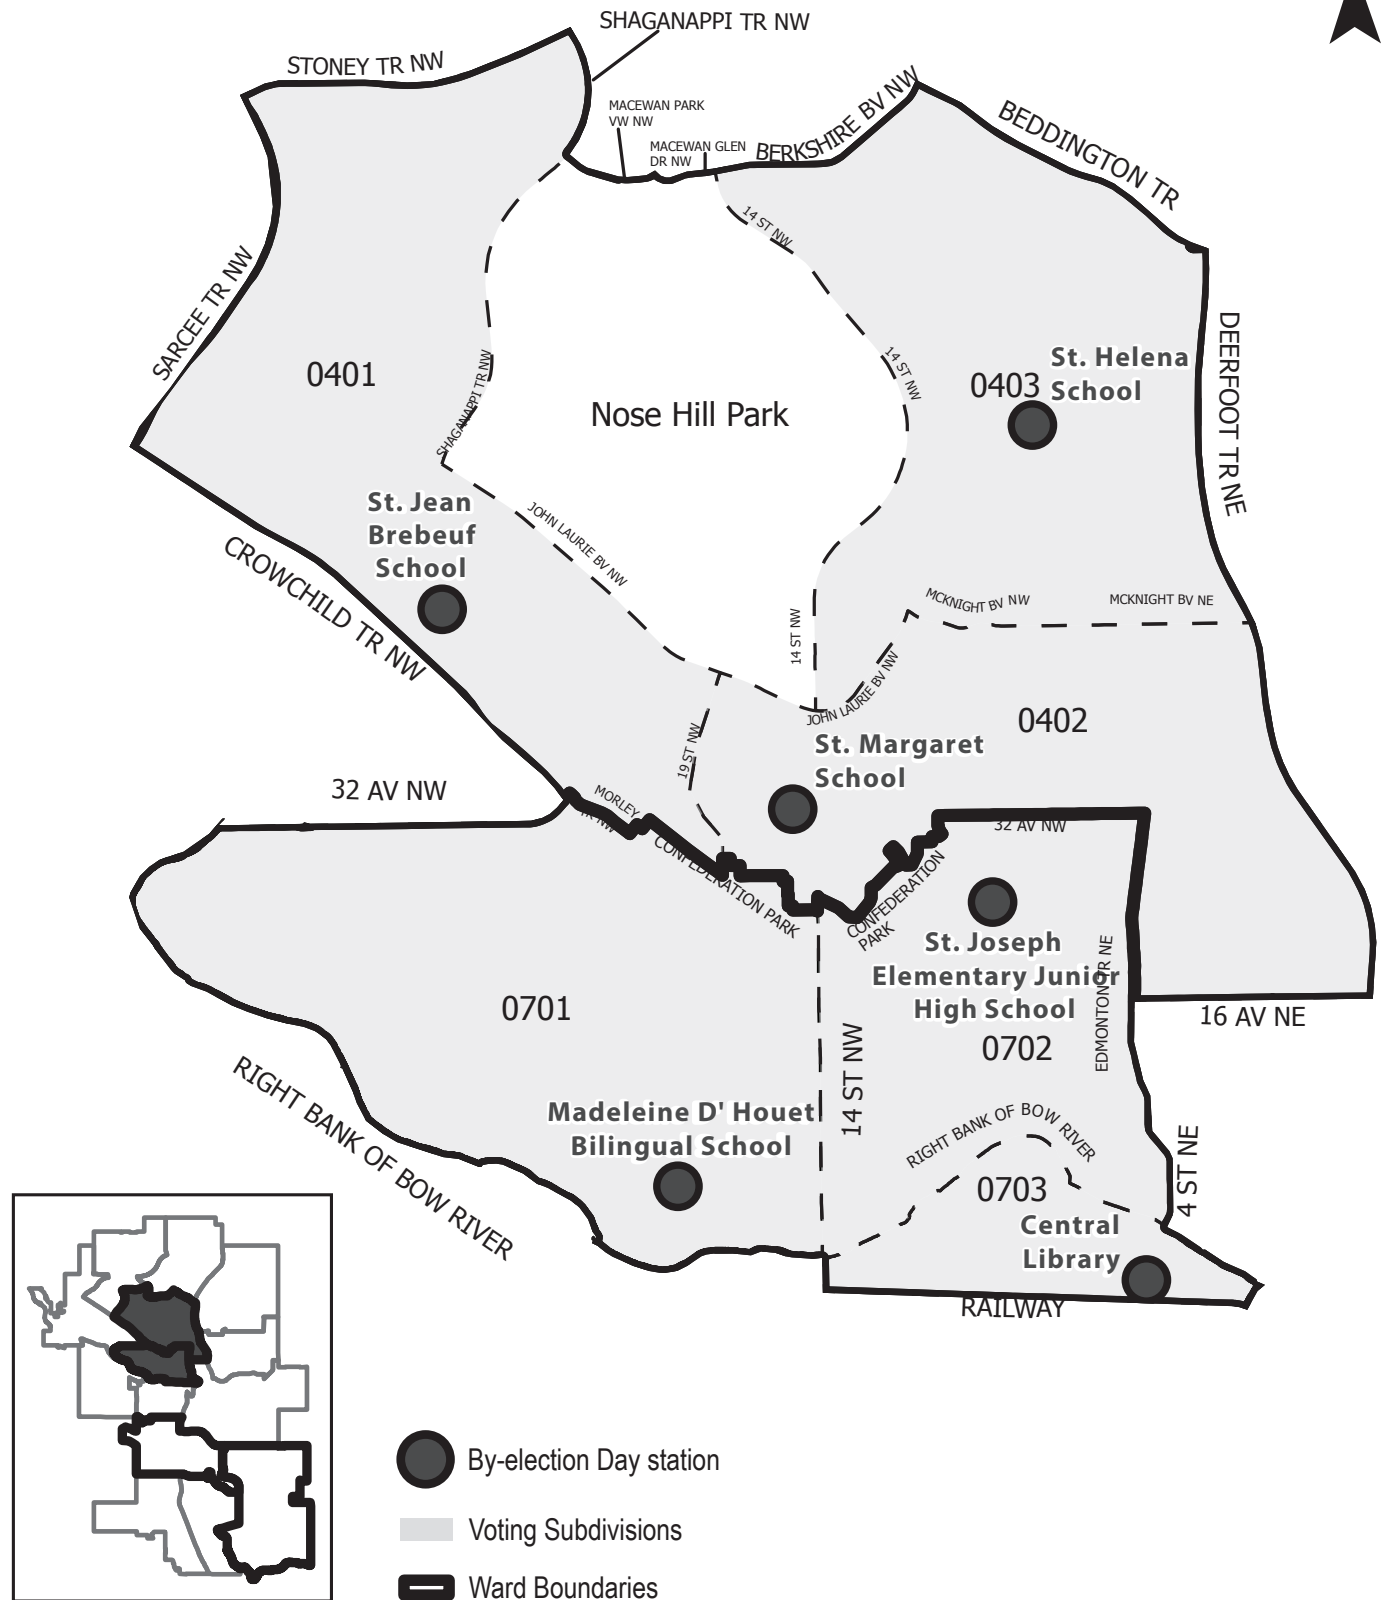 SHAGANAPPI TR NW
STONEY TR NW
MACEWAN PARK
VW NW
MACEWAN GLEN
DR NW
BERKSHIRE BV NW
BEDDINGTON TR
14 ST NW
SARCEE TR NW
DEERFOOT TR NE
0401
SHAGANAPPI TR NW
Nose Hill Park
14 ST NW
0403
St. Helena
School
St. Jean
Brebeuf
School
JOHN LAURIE BV NW
CROWCHILD TR NW
14 ST NW
MCKNIGHT BV NW
MCKNIGHT BV NE
JOHN LAURIE BV NW
0402
19 ST NW
St. Margaret
School
32 AV NW
MORLEY
TR NW
CONFEDERATION PARK
32 AV NW
CONFEDERATION
PARK
St. Joseph
Elementary Junior
High School
EDMONTON TR NE
16 AV NE
0701
14 ST NW
0702
RIGHT BANK OF BOW RIVER
Madeleine D' Houet
Bilingual School
RIGHT BANK OF BOW RIVER
0703
4 ST NE
Central
Library
RAILWAY
By-election Day station
Voting Subdivisions
Ward Boundaries